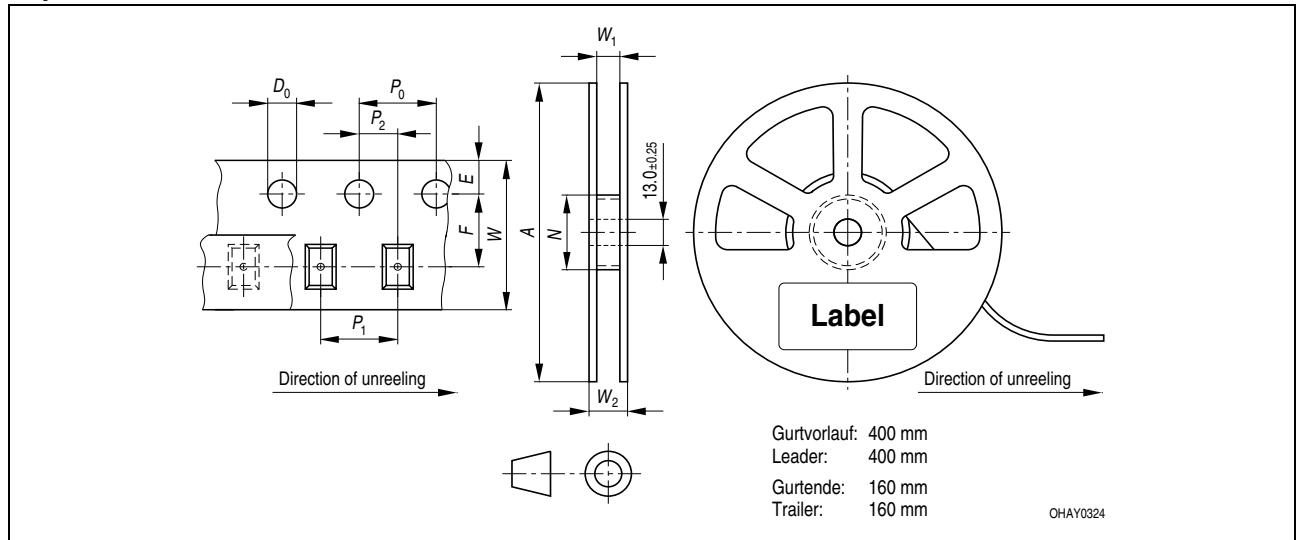 W1
D0
P0
P2
E
F
W
A
N
13.0±0.25
P1
W2
Label
Direction of unreeling
Direction of unreeling
Gurtvorlauf: 400 mm
Leader: 400 mm
Gurtende: 160 mm
Trailer: 160 mm
OHAY0324